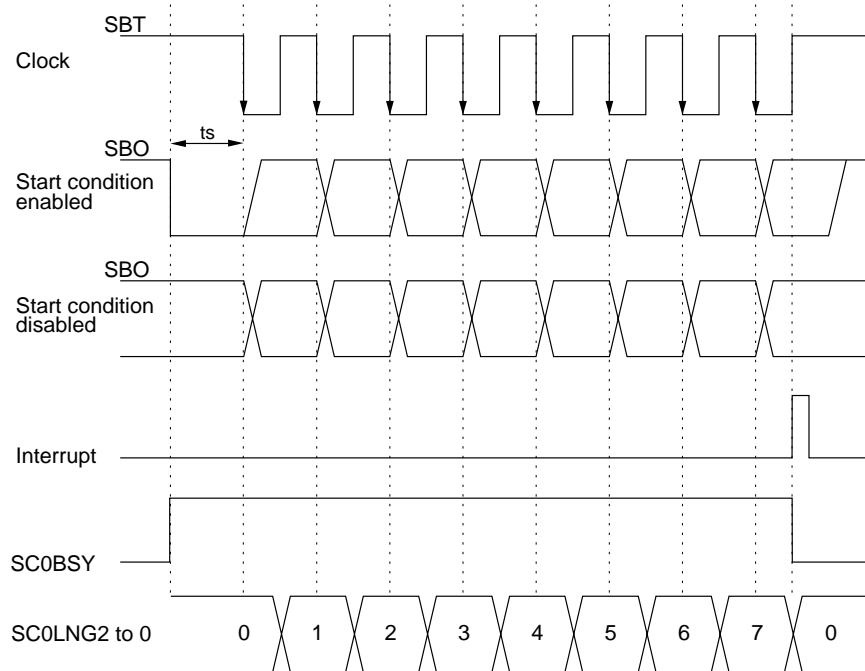 SBT
Clock
ts
SBO
Start condition
enabled
SBO
Start condition
disabled
Interrupt
SC0BSY
SC0LNG2 to 0 0 1 2 3 4 5 6 7 0